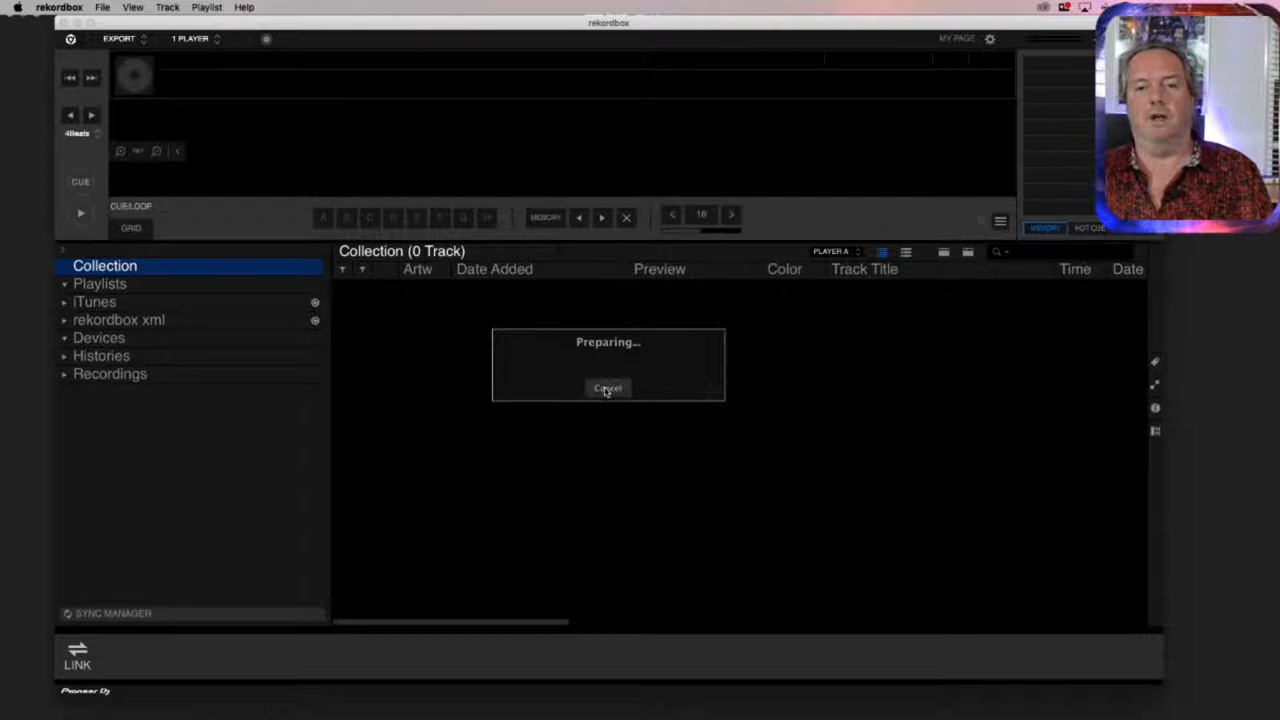 rekordbox File View Track Playlist Help
rekordbox
EXPORT 1 PLAYER MY PAGE
4Beats
CUE
CUE/LOOP
GRID
MEMORY 16
MEMORY HOT CUE
Collection (0 Track) PLAYER A
Artw Date Added Preview Color Track Title Time Date
Collection
Playlists
iTunes
rekordbox xml
Devices
Histories
Recordings
Preparing...
Cancel
SYNC MANAGER
LINK
Pioneer Dj